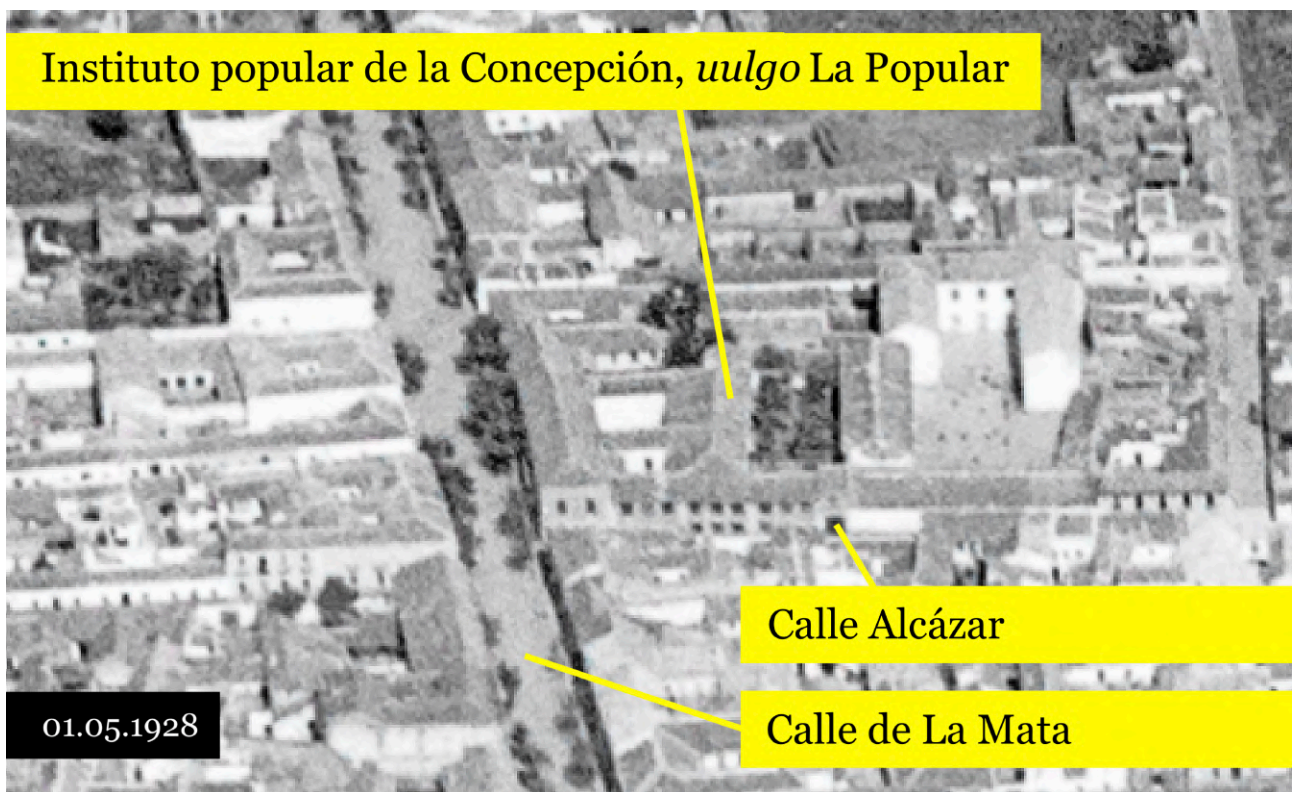 Instituto popular de la Concepción, uulgo La Popular
Calle Alcázar
Calle de La Mata
01.05.1928